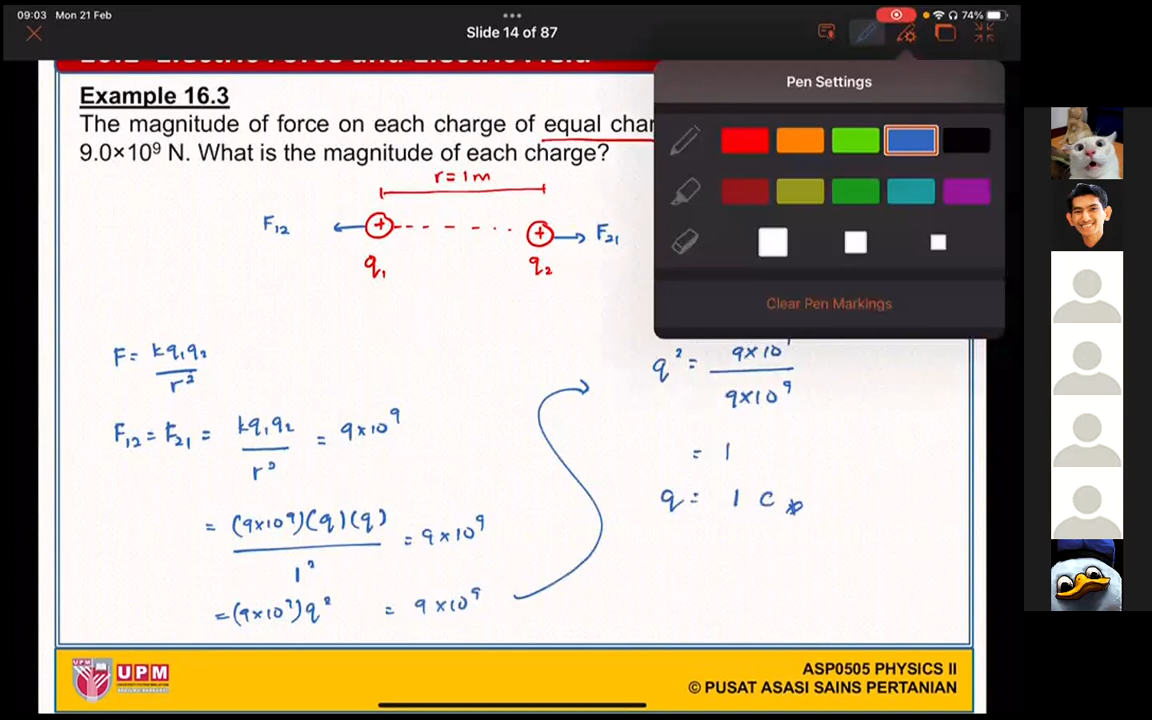 09:03 Mon 21 Feb
74%
Slide 14 of 87
Example 16.3
The magnitude of force on each charge of equal char
9.0×10⁹ N. What is the magnitude of each charge?
Pen Settings
Clear Pen Markings
r = 1 m
F₁₂
+
+
F₂₁
q₁
q₂
F = kq₁q₂
r²
F₁₂ = F₂₁ = kq₁q₂ = 9×10⁹
r²
= (9×10⁹)(q)(q) = 9×10⁹
1²
= (9×10⁹)q² = 9×10⁹
q² = 9×10⁹
9×10⁹
= 1
q = 1 C
UPM
ASP0505 PHYSICS II
© PUSAT ASASI SAINS PERTANIAN